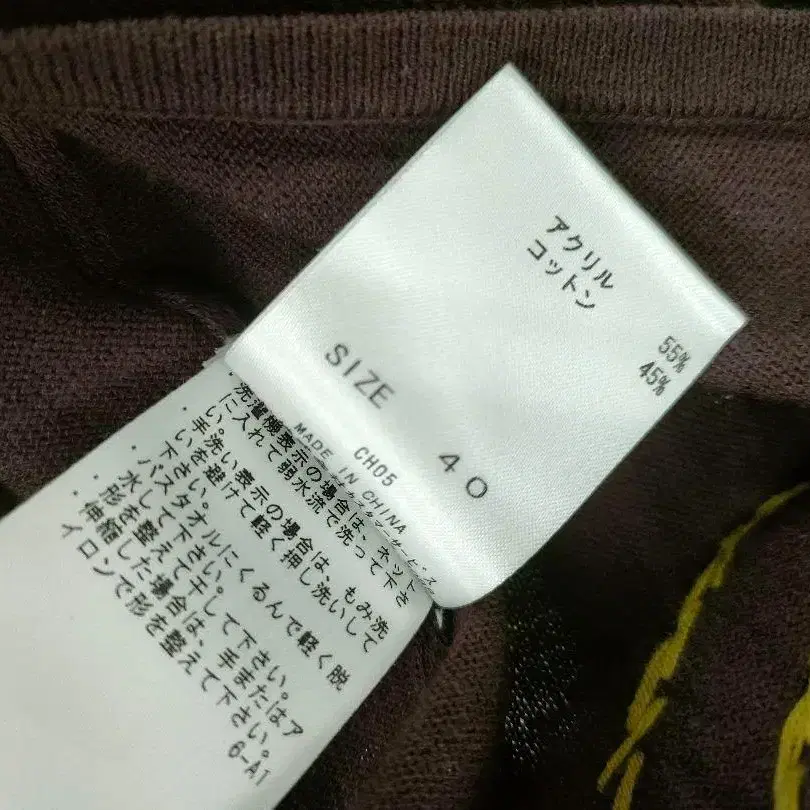 アクリル 55%
コットン 45%
SIZE 40
CH05
MADE IN CHINA
・洗濯機表示の場合は、ネット
に入れて弱水流で洗って下さ
い。
・手洗い表示の場合は、もみ洗
いを避けて軽く押し洗いして
下さい。
・バスタオルにくるんで軽く脱
水して下さい。
・形を整えて干して下さい。
・伸縮した場合は、手またはア
イロンで形を整えて下さい。
6-A1